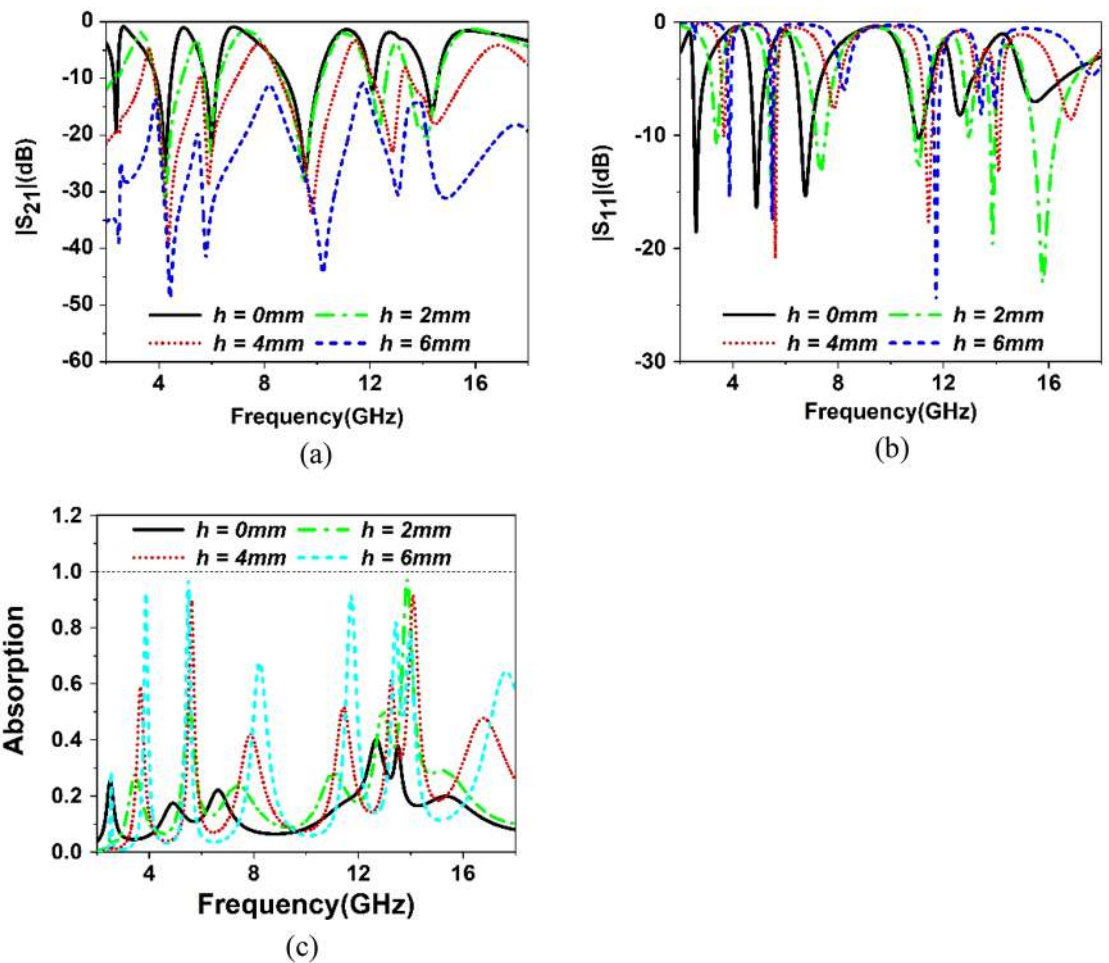 |S21|(dB)
0
-10
-20
-30
-40
-50
-60
h = 0mm
h = 2mm
h = 4mm
h = 6mm
4
8
12
16
Frequency(GHz)
(a)
|S11|(dB)
0
-10
-20
-30
h = 0mm
h = 2mm
h = 4mm
h = 6mm
4
8
12
16
Frequency(GHz)
(b)
Absorption
1.2
1.0
0.8
0.6
0.4
0.2
0.0
h = 0mm
h = 2mm
h = 4mm
h = 6mm
4
8
12
16
Frequency(GHz)
(c)